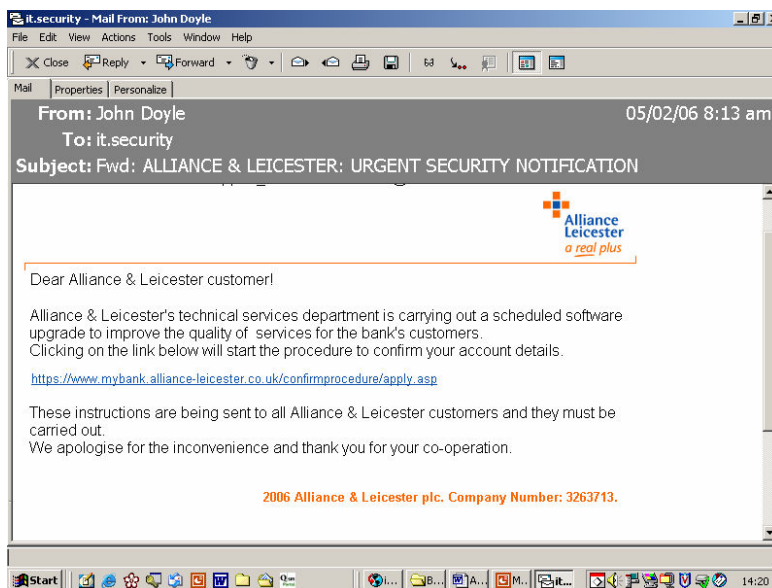 it.security - Mail From: John Doyle
File Edit View Actions Tools Window Help
Close Reply Forward
Mail Properties Personalize
From: John Doyle 05/02/06 8:13 am
To: it.security
Subject: Fwd: ALLIANCE & LEICESTER: URGENT SECURITY NOTIFICATION
Alliance
Leicester
a real plus
Dear Alliance & Leicester customer!
Alliance & Leicester's technical services department is carrying out a scheduled software
upgrade to improve the quality of services for the bank's customers.
Clicking on the link below will start the procedure to confirm your account details.
https://www.mybank.alliance-leicester.co.uk/confirmprocedure/apply.asp
These instructions are being sent to all Alliance & Leicester customers and they must be
carried out.
We apologise for the inconvenience and thank you for your co-operation.
2006 Alliance & Leicester plc. Company Number: 3263713.
Start i... B... A... M... it... 14:29